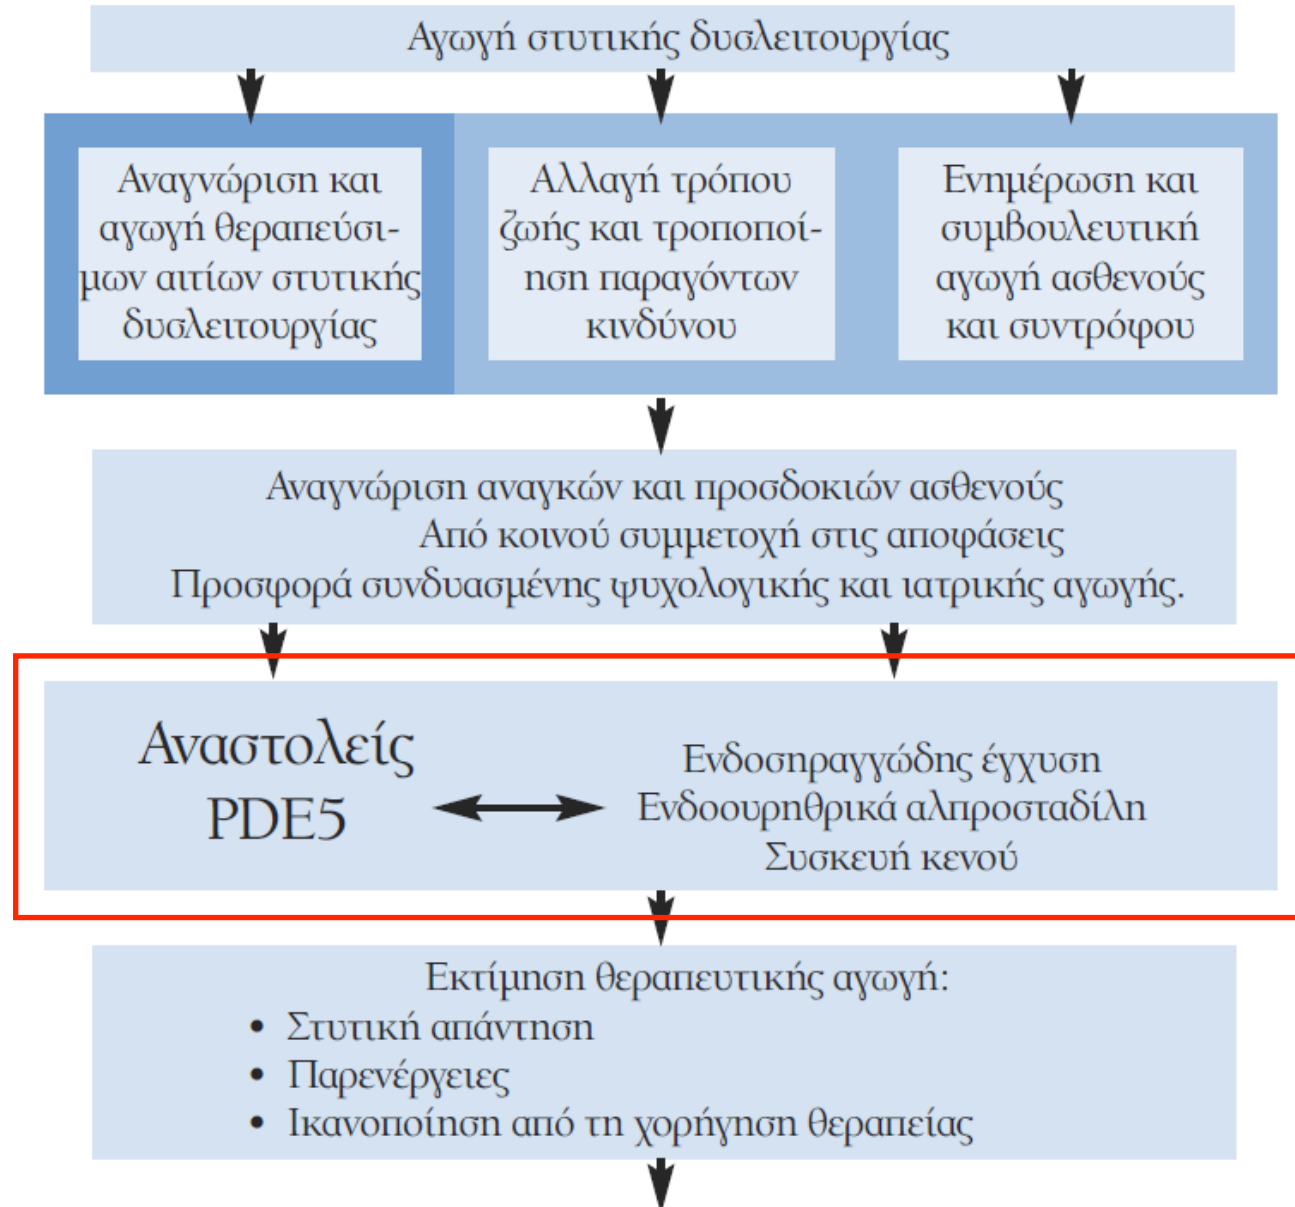 Αγωγή στυτικής δυσλειτουργίας
Αναγνώριση και
αγωγή θεραπεύσι-
μων αιτίων στυτικής
δυσλειτουργίας
Αλλαγή τρόπου
ζωής και τροποποί-
ηση παραγόντων
κινδύνου
Ενημέρωση και
συμβουλευτική
αγωγή ασθενούς
και συντρόφου
Αναγνώριση αναγκών και προσδοκιών ασθενούς
Από κοινού συμμετοχή στις αποφάσεις
Προσφορά συνδυασμένης ψυχολογικής και ιατρικής αγωγής.
Αναστολείς
PDE5
Ενδοσηραγγώδης έγχυση
Ενδοουρηθρικά αλπροσταδίλη
Συσκευή κενού
Εκτίμηση θεραπευτικής αγωγή:
• Στυτική απάντηση
• Παρενέργειες
• Ικανοποίηση από τη χορήγηση θεραπείας